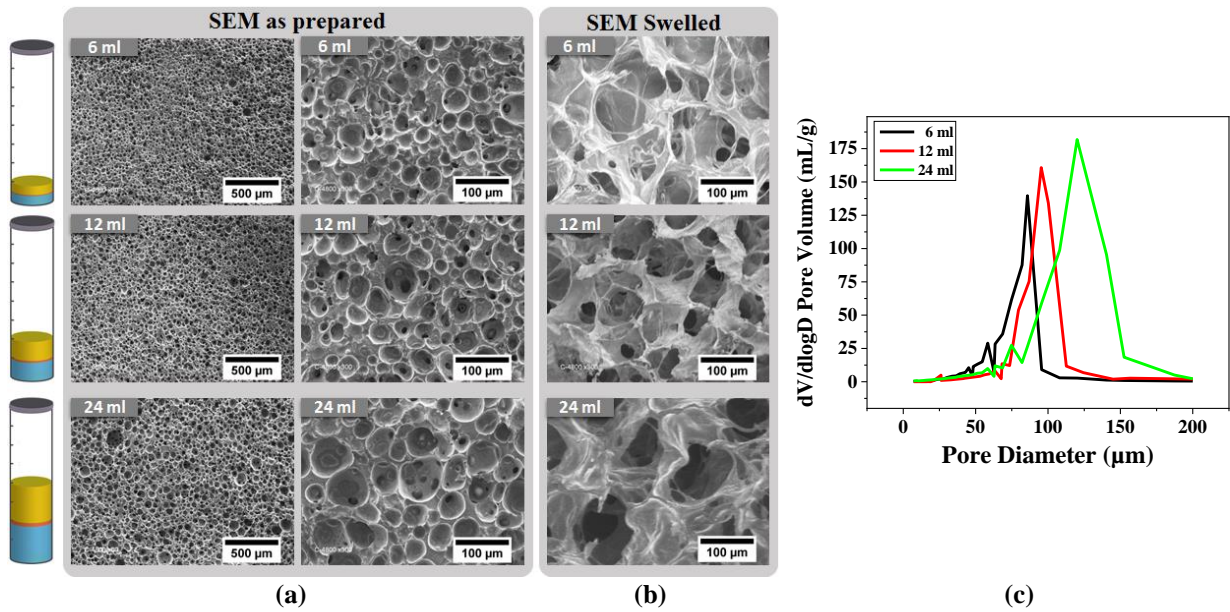 SEM as prepared
SEM Swelled
6 ml
6 ml
6 ml
500 µm
100 µm
100 µm
12 ml
12 ml
12 ml
500 µm
100 µm
100 µm
24 ml
24 ml
24 ml
500 µm
100 µm
100 µm
(a)
(b)
6 ml
12 ml
24 ml
dV/dlogD Pore Volume (mL/g)
175
150
125
100
75
50
25
0
0 50 100 150 200
Pore Diameter (µm)
(c)